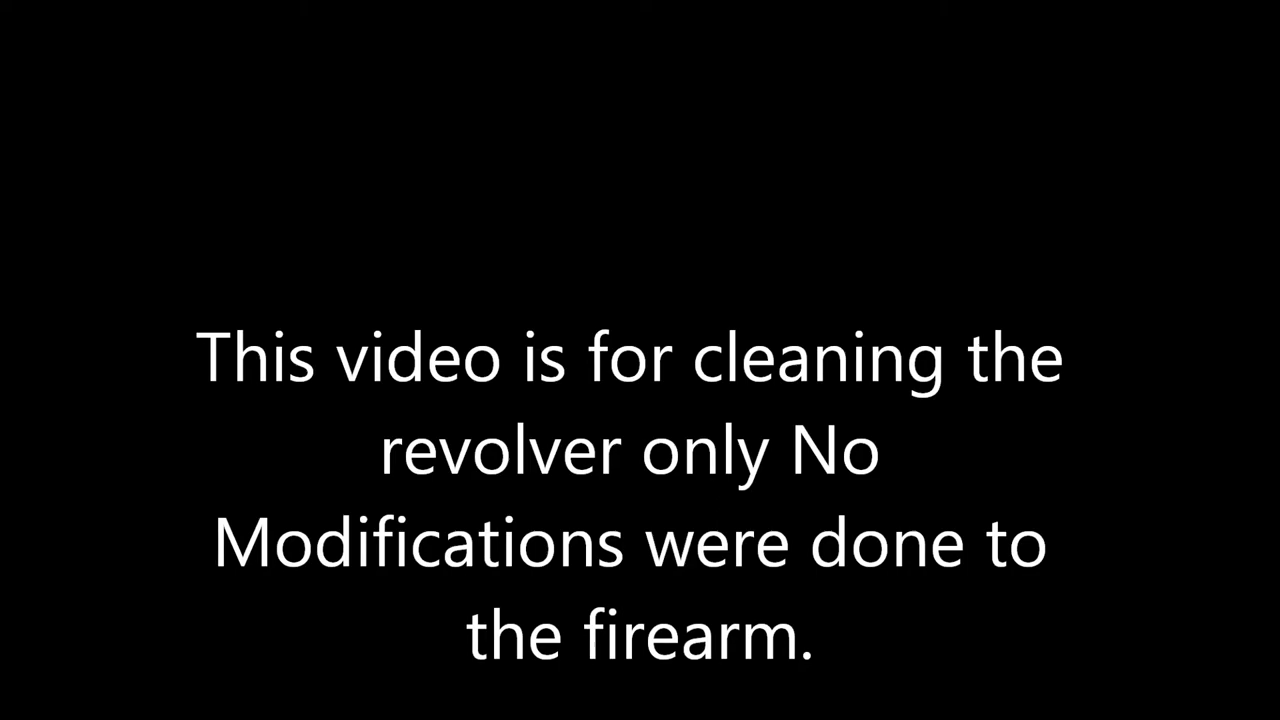 This video is for cleaning the
revolver only No
Modifications were done to
the firearm.